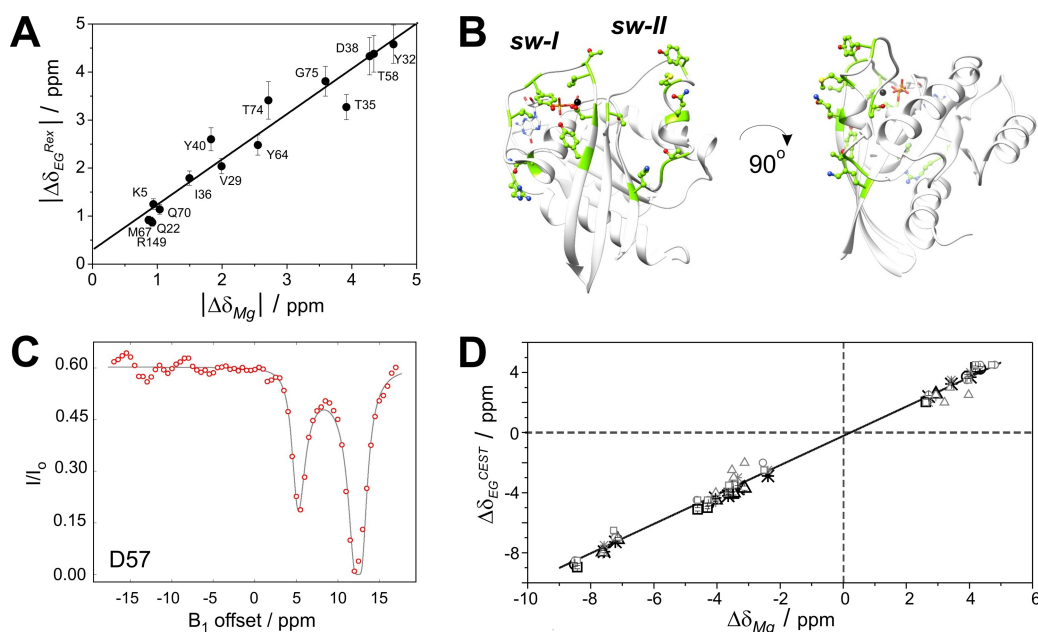 A
|Δδ_EG^Rex| / ppm
5
4
3
2
1
0
D38
Y32
G75
T58
T74
T35
Y40
Y64
V29
I36
K5
Q70
M67
Q22
R149
0 1 2 3 4 5
|Δδ_Mg| / ppm
B
sw-I
sw-II
90°
C
I/I_o
0.60
0.45
0.30
0.15
0.00
D57
-15 -10 -5 0 5 10 15
B_1 offset / ppm
D
Δδ_EG^CEST / ppm
4
0
-4
-8
-10 -8 -6 -4 -2 0 2 4 6
Δδ_Mg / ppm